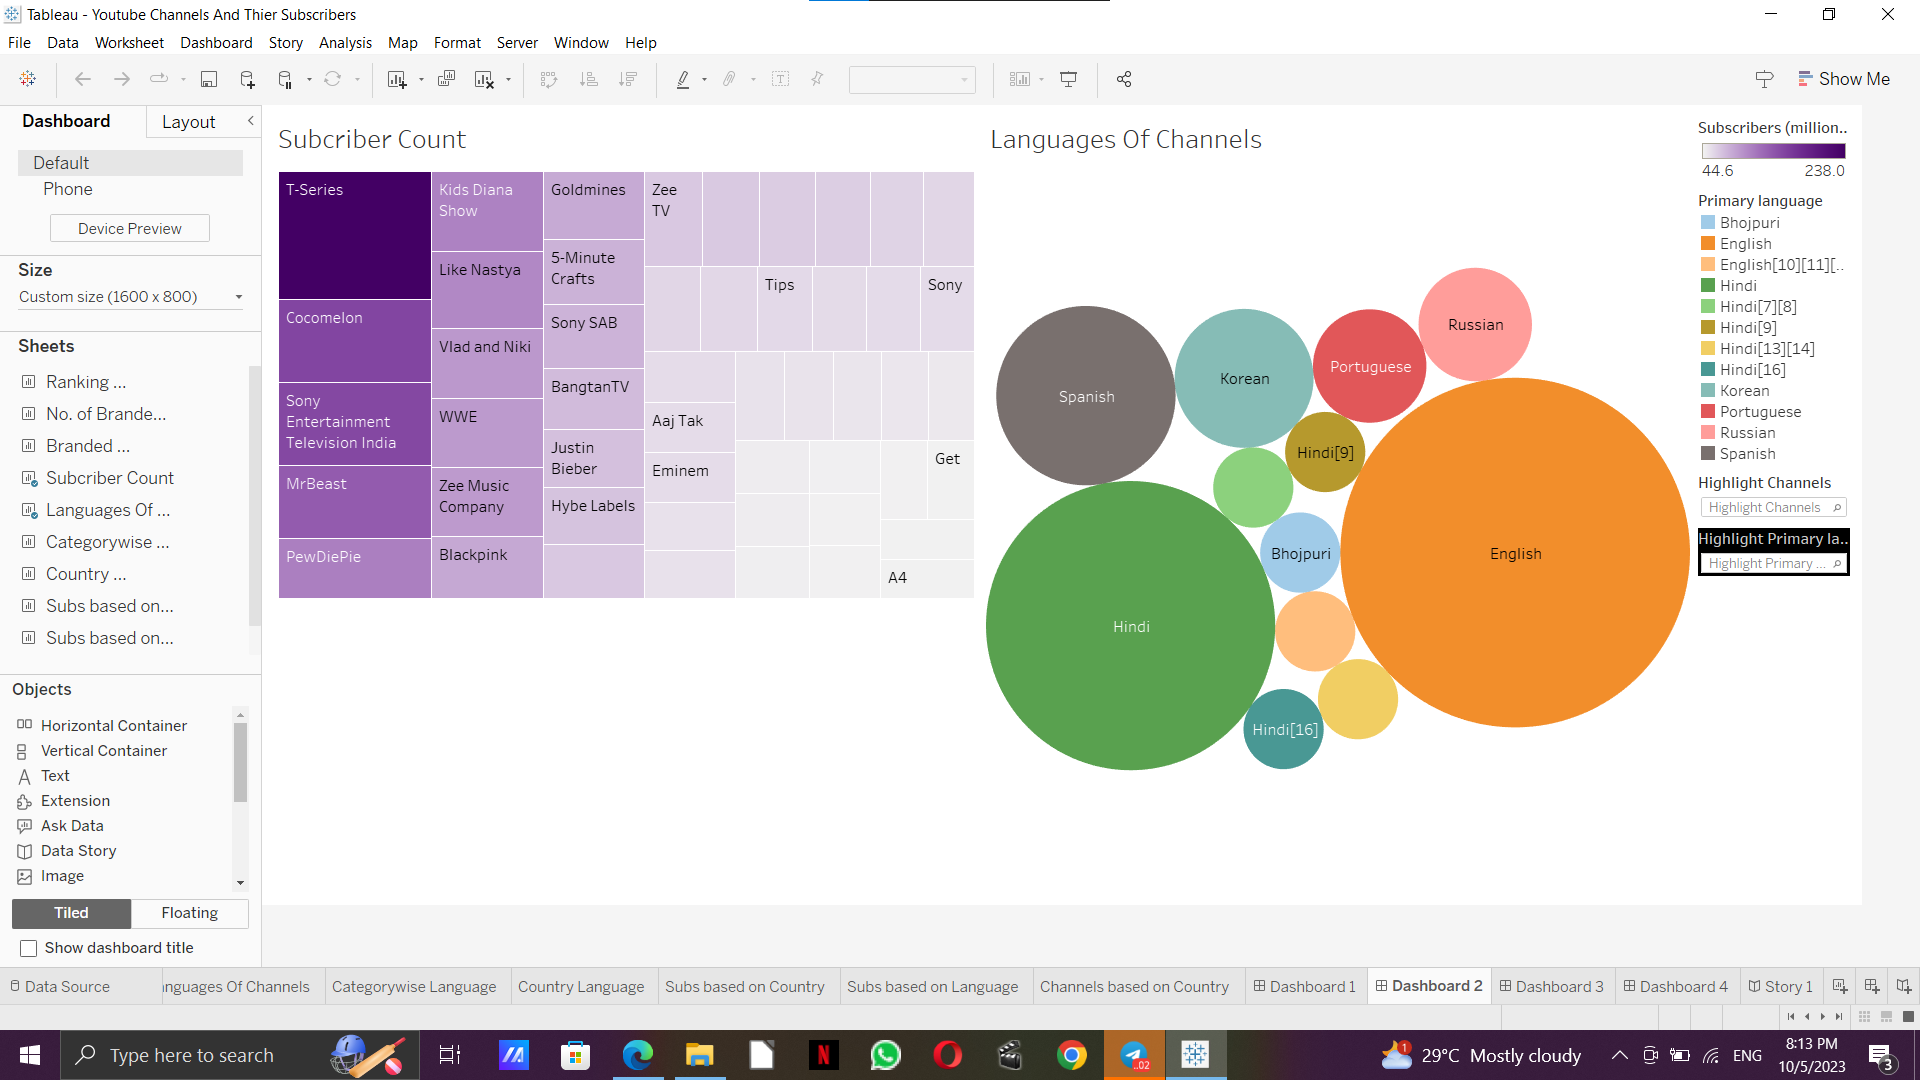 Tableau - Youtube Channels And Thier Subscribers
File Data Worksheet Dashboard Story Analysis Map Format Server Window Help
Show Me
Dashboard
Layout
Default
Phone
Device Preview
Size
Custom size (1600 x 800)
Sheets
Ranking ...
No. of Brande...
Branded ...
Subcriber Count
Languages Of ...
Categorywise ...
Country ...
Subs based on...
Subs based on...
Objects
Horizontal Container
Vertical Container
Text
Extension
Ask Data
Data Story
Image
Tiled
Floating
Show dashboard title
Subcriber Count
T-Series
Cocomelon
Sony
Entertainment
Television India
MrBeast
PewDiePie
Kids Diana
Show
Like Nastya
Vlad and Niki
WWE
Zee Music
Company
Blackpink
Goldmines
5-Minute
Crafts
Sony SAB
BangtanTV
Justin
Bieber
Hybe Labels
Zee
TV
Tips
Sony
Aaj Tak
Eminem
Get
A4
Languages Of Channels
Spanish
Korean
Portuguese
Russian
Hindi[9]
Bhojpuri
English
Hindi
Hindi[16]
Subscribers (million..
44.6 238.0
Primary language
Bhojpuri
English
English[10][11][..
Hindi
Hindi[7][8]
Hindi[9]
Hindi[13][14]
Hindi[16]
Korean
Portuguese
Russian
Spanish
Highlight Channels
Highlight Channels
Highlight Primary la..
Highlight Primary ...
Data Source
nguages Of Channels
Categorywise Language
Country Language
Subs based on Country
Subs based on Language
Channels based on Country
Dashboard 1
Dashboard 2
Dashboard 3
Dashboard 4
Story 1
Type here to search
N
..02
1
29°C Mostly cloudy
ENG
8:13 PM
10/5/2023
3